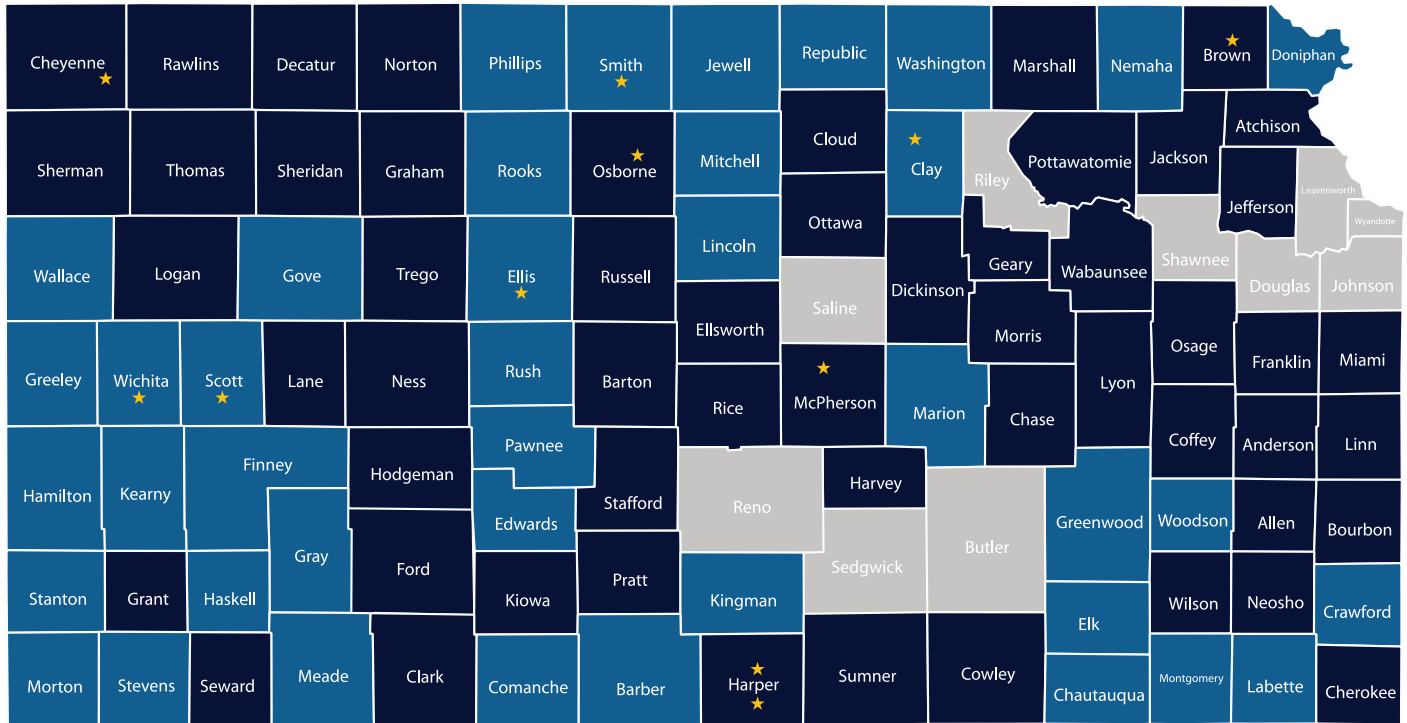 Cheyenne
Rawlins
Decatur
Norton
Phillips
Smith
Jewell
Republic
Washington
Marshall
Nemaha
Brown
Doniphan
Sherman
Thomas
Sheridan
Graham
Rooks
Osborne
Mitchell
Cloud
Clay
Riley
Pottawatomie
Jackson
Atchison
Jefferson
Leavenworth
Wyandotte
Wallace
Logan
Gove
Trego
Ellis
Russell
Lincoln
Ottawa
Saline
Dickinson
Geary
Wabaunsee
Shawnee
Douglas
Johnson
Greeley
Wichita
Scott
Lane
Ness
Rush
Barton
Ellsworth
Rice
McPherson
Marion
Morris
Chase
Lyon
Osage
Franklin
Miami
Coffey
Anderson
Linn
Hamilton
Kearny
Finney
Hodgeman
Pawnee
Edwards
Stafford
Reno
Harvey
Sedgwick
Butler
Greenwood
Woodson
Allen
Bourbon
Stanton
Grant
Haskell
Gray
Ford
Kiowa
Pratt
Kingman
Elk
Wilson
Neosho
Crawford
Morton
Stevens
Seward
Meade
Clark
Comanche
Barber
Harper
Sumner
Cowley
Chautauqua
Montgomery
Labette
Cherokee